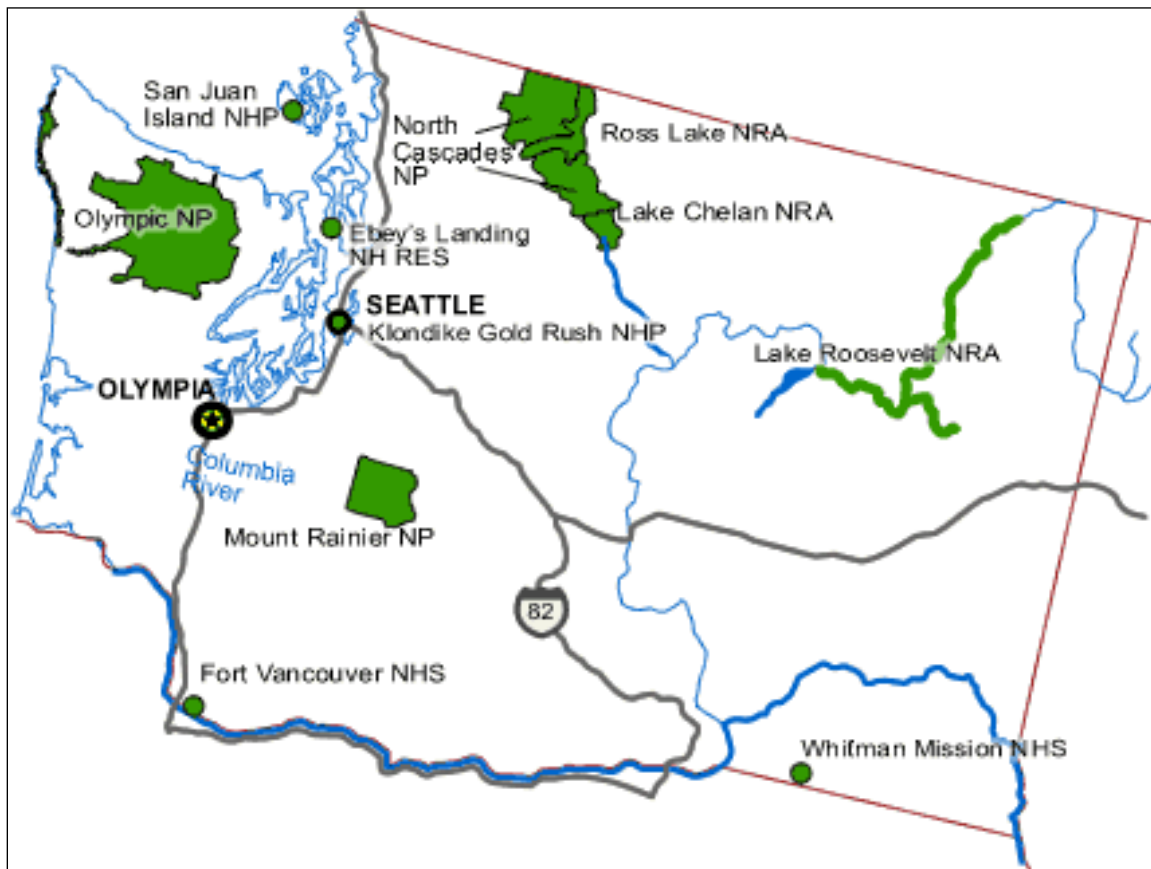 San Juan
Island NHP
North
Cascades
NP
Ross Lake NRA
Olympic NP
Lake Chelan NRA
Ebey's Landing
NH RES
SEATTLE
Klondike Gold Rush NHP
Lake Roosevelt NRA
OLYMPIA
Columbia
River
Mount Rainier NP
82
Fort Vancouver NHS
Whitman Mission NHS